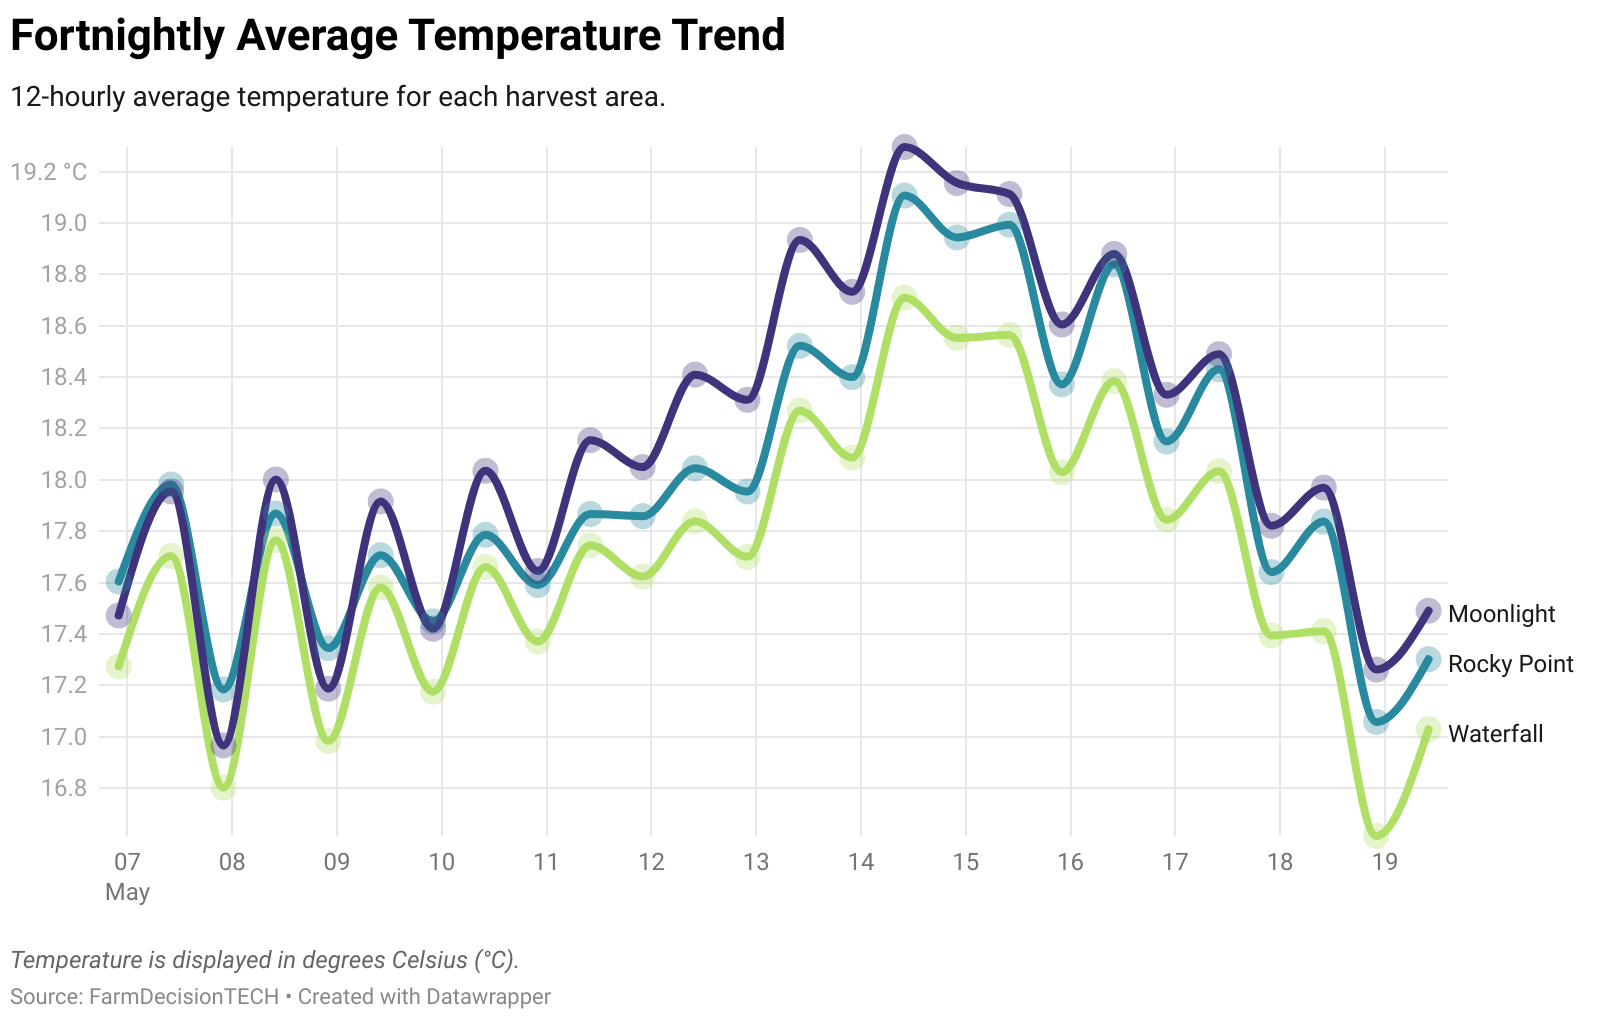 Fortnightly Average Temperature Trend
12-hourly average temperature for each harvest area.
19.2 °C
19.0
18.8
18.6
18.4
18.2
18.0
17.8
17.6
17.4
17.2
17.0
16.8
Moonlight
Rocky Point
Waterfall
07 08 09 10 11 12 13 14 15 16 17 18 19
May
Temperature is displayed in degrees Celsius (°C).
Source: FarmDecisionTECH • Created with Datawrapper